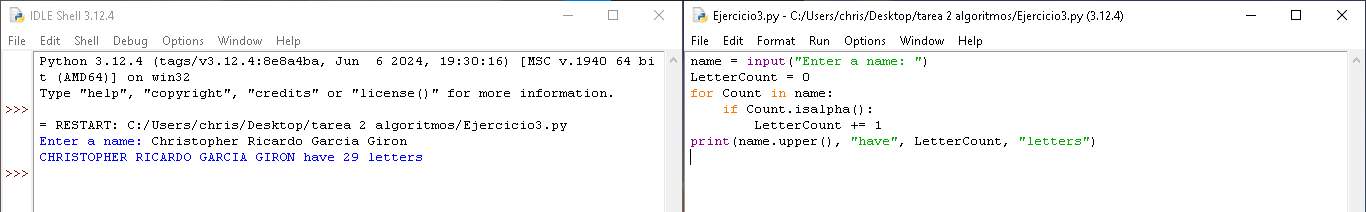 IDLE Shell 3.12.4
File Edit Shell Debug Options Window Help
Python 3.12.4 (tags/v3.12.4:8e8a4ba, Jun  6 2024, 19:30:16) [MSC v.1940 64 bi
t (AMD64)] on win32
Type "help", "copyright", "credits" or "license()" for more information.
>>>
= RESTART: C:/Users/chris/Desktop/tarea 2 algoritmos/Ejercicio3.py
Enter a name: Christopher Ricardo Garcia Giron
CHRISTOPHER RICARDO GARCIA GIRON have 29 letters
>>>
Ejercicio3.py - C:/Users/chris/Desktop/tarea 2 algoritmos/Ejercicio3.py (3.12.4)
File Edit Format Run Options Window Help
name = input("Enter a name: ")
LetterCount = 0
for Count in name:
    if Count.isalpha():
        LetterCount += 1
print(name.upper(), "have", LetterCount, "letters")